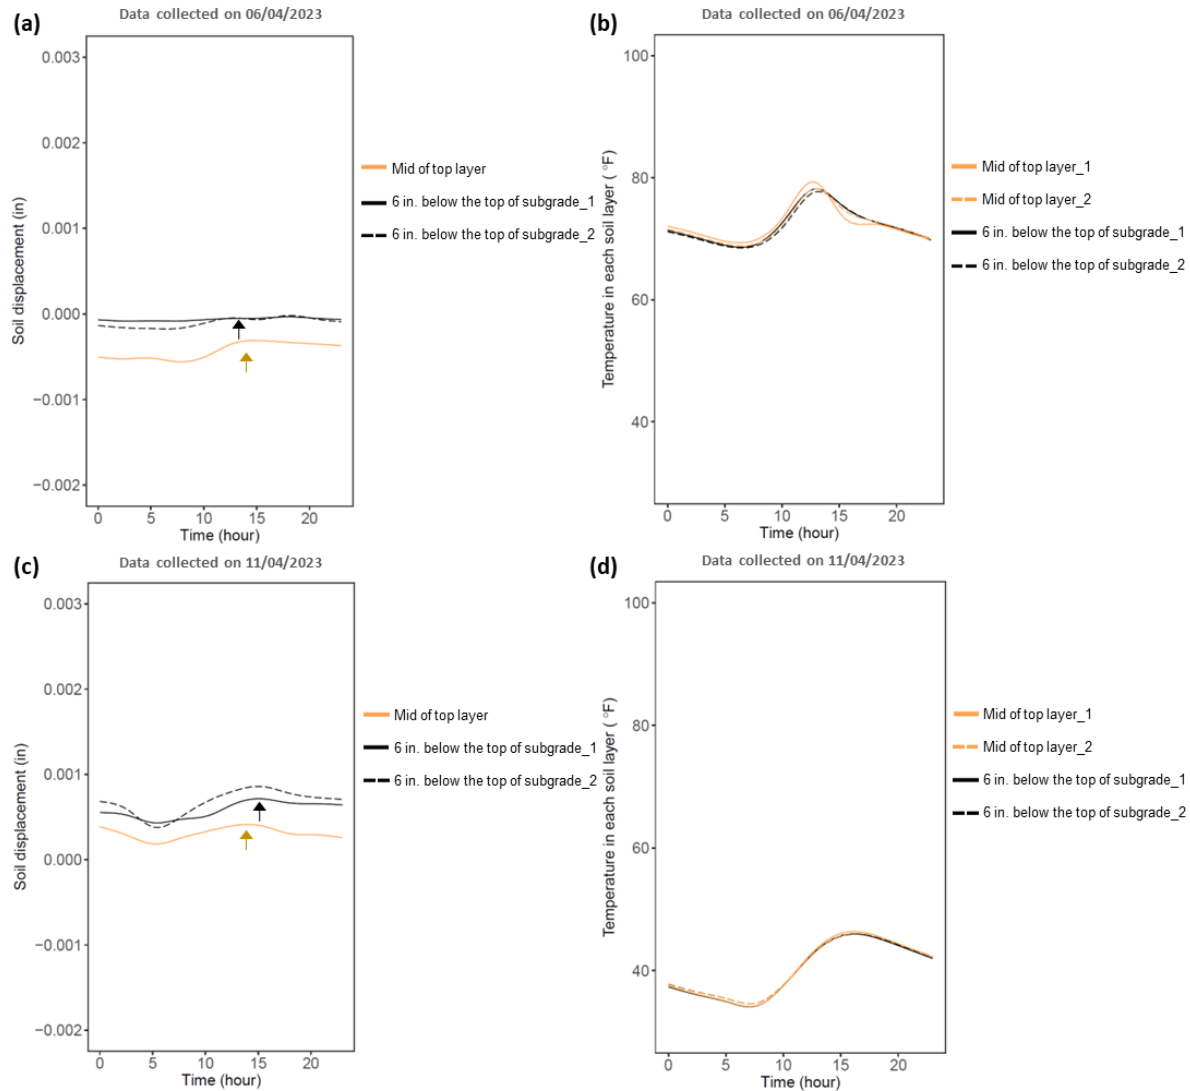 (a)
Data collected on 06/04/2023
Soil displacement (in)
0.003
0.002
0.001
0.000
−0.001
−0.002
0 5 10 15 20
Time (hour)
Mid of top layer
6 in. below the top of subgrade_1
6 in. below the top of subgrade_2
(b)
Data collected on 06/04/2023
Temperature in each soil layer ( °F)
100
80
60
40
0 5 10 15 20
Time (hour)
Mid of top layer_1
Mid of top layer_2
6 in. below the top of subgrade_1
6 in. below the top of subgrade_2
(c)
Data collected on 11/04/2023
Soil displacement (in)
0.003
0.002
0.001
0.000
−0.001
−0.002
0 5 10 15 20
Time (hour)
Mid of top layer
6 in. below the top of subgrade_1
6 in. below the top of subgrade_2
(d)
Data collected on 11/04/2023
Temperature in each soil layer ( °F)
100
80
60
40
0 5 10 15 20
Time (hour)
Mid of top layer_1
Mid of top layer_2
6 in. below the top of subgrade_1
6 in. below the top of subgrade_2